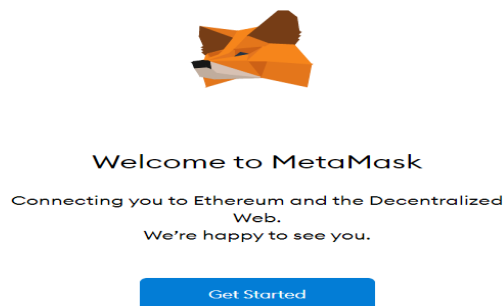 Welcome to MetaMask
Connecting you to Ethereum and the Decentralized
Web.
We're happy to see you.
Get Started